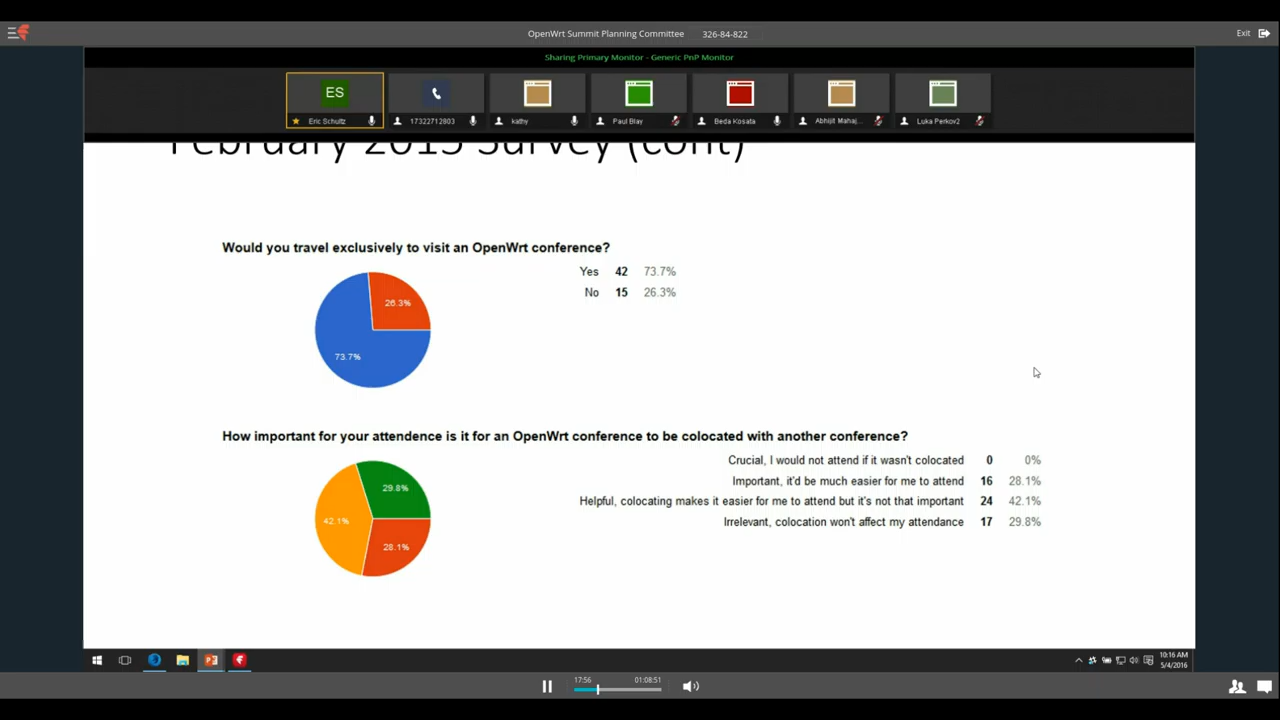 OpenWrt Summit Planning Committee 326-84-822 Exit
Sharing Primary Monitor - Generic PnP Monitor
ES
Eric Schultz 17322712803 kathy Paul Blay Beda Kosata Abhijit Mahaj... Luka Perkov2
February 2015 Survey (cont)
Would you travel exclusively to visit an OpenWrt conference?
Yes 42 73.7%
No 15 26.3%
26.3%
73.7%
How important for your attendence is it for an OpenWrt conference to be colocated with another conference?
Crucial, I would not attend if it wasn't colocated 0 0%
Important, it'd be much easier for me to attend 16 28.1%
Helpful, colocating makes it easier for me to attend but it's not that important 24 42.1%
Irrelevant, colocation won't affect my attendance 17 29.8%
29.8%
42.1%
28.1%
10:16 AM
5/4/2016
17:56 01:08:51